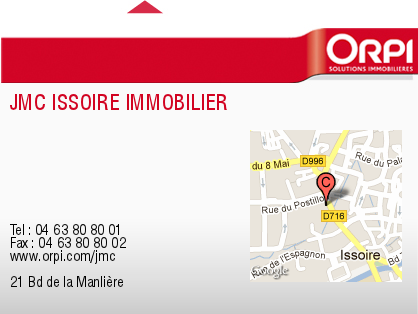 ORPI
SOLUTIONS IMMOBILIÈRES
JMC ISSOIRE IMMOBILIER
du 8 Mai
D996
Rue du Pala
C
Rue du Postillo
D716
Issoire
Rue de l'Espagnon
Google
Tel : 04 63 80 80 01
Fax : 04 63 80 80 02
www.orpi.com/jmc
21 Bd de la Manlière